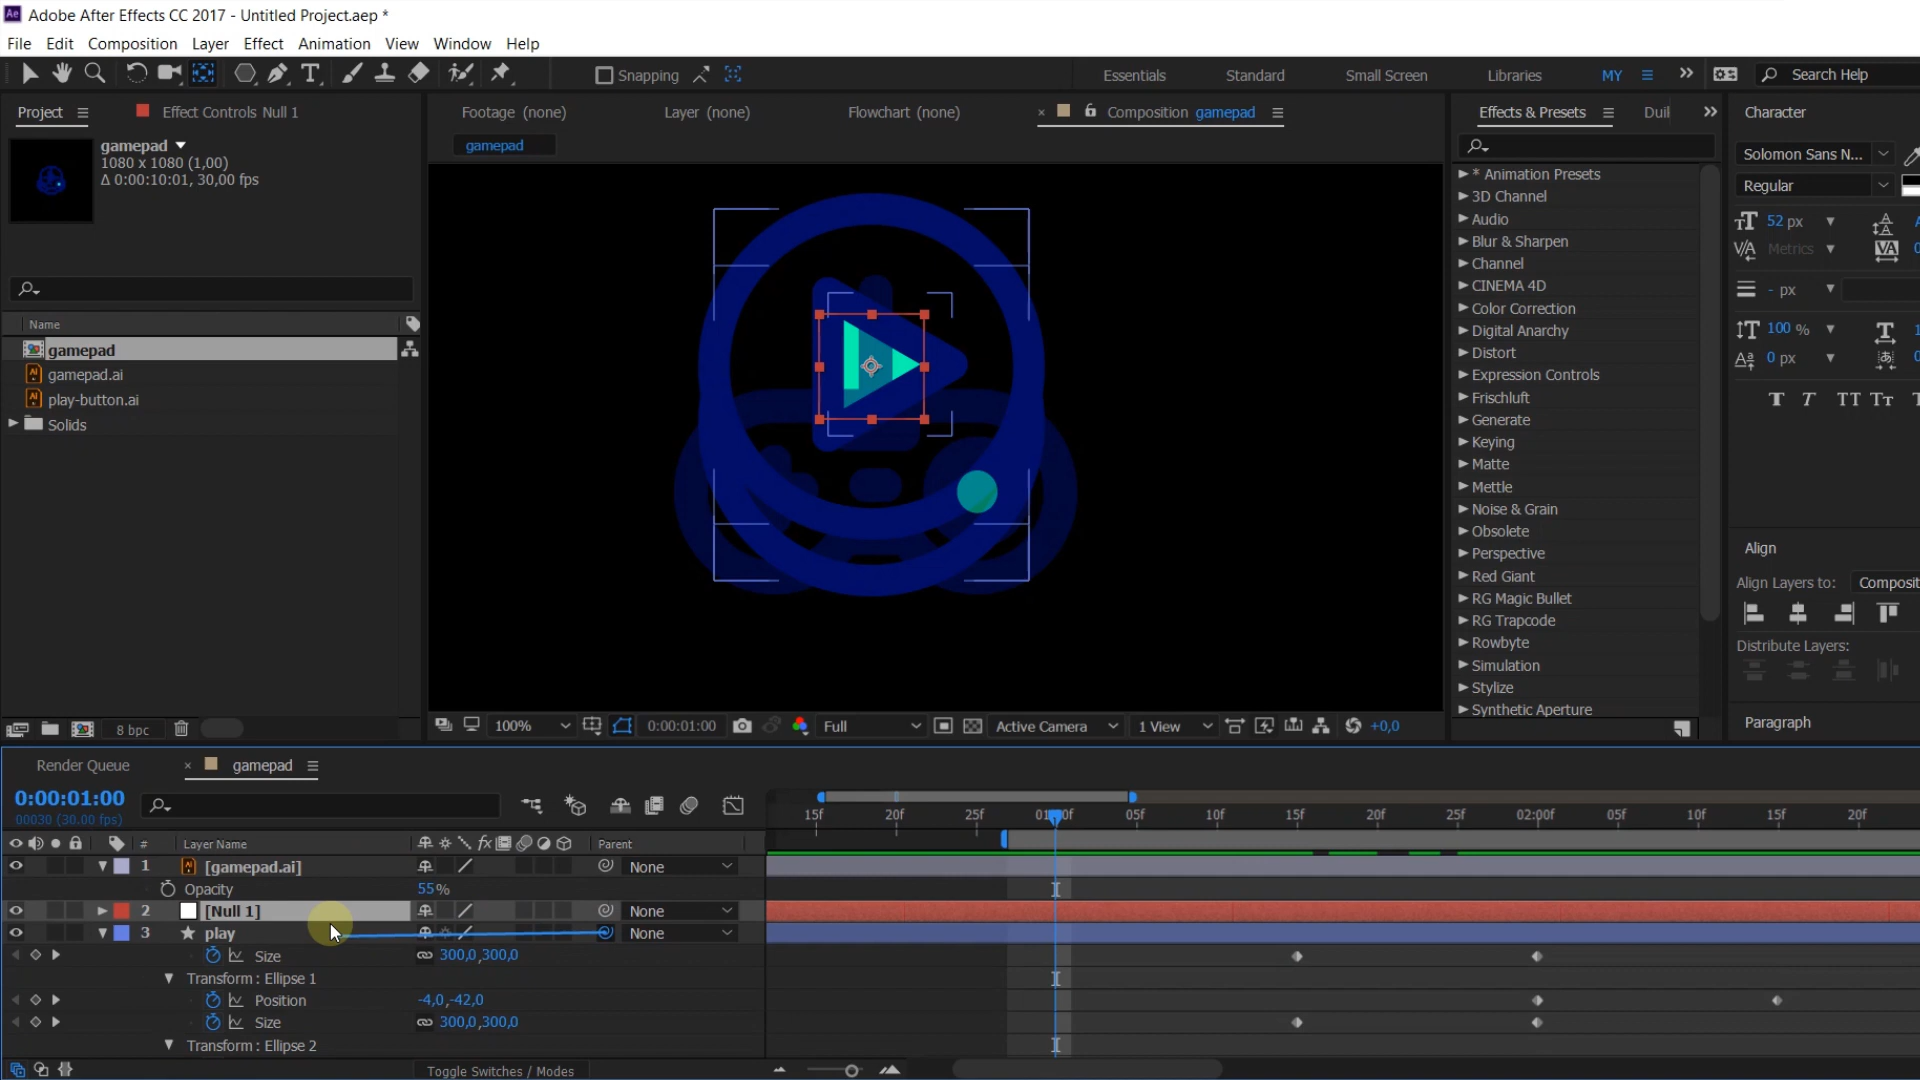 Adobe After Effects CC 2017 - Untitled Project.aep *
File Edit Composition Layer Effect Animation View Window Help
Snapping
Essentials Standard Small Screen Libraries MY Search Help
Project Effect Controls Null 1
Footage (none) Layer (none) Flowchart (none) Composition gamepad
Effects & Presets
Character
gamepad
gamepad
1080 x 1080 (1,00)
Δ 0:00:10:01, 30,00 fps
Name
gamepad
gamepad.ai
play-button.ai
Solids
8 bpc
100%
0:00:01:00
Full
Active Camera
1 View
+0,0
* Animation Presets
3D Channel
Audio
Blur & Sharpen
Channel
CINEMA 4D
Color Correction
Digital Anarchy
Distort
Expression Controls
Frischluft
Generate
Keying
Matte
Mettle
Noise & Grain
Obsolete
Perspective
Red Giant
RG Magic Bullet
RG Trapcode
Rowbyte
Simulation
Stylize
Synthetic Aperture
Solomon Sans N...
Regular
52 px
Metrics
- px
100 %
0 px
Align
Align Layers to: Composit
Distribute Layers:
Paragraph
Render Queue gamepad
0:00:01:00
00030 (30.00 fps)
15f 20f 25f 05f 10f 15f 20f 25f 02:00f 05f 10f 15f 20f
# Layer Name Parent
1 [gamepad.ai] None
Opacity 55%
2 [Null 1] None
3 play None
Size 300,0,300,0
Transform : Ellipse 1
Position -4,0,-42,0
Size 300,0,300,0
Transform : Ellipse 2
Toggle Switches / Modes